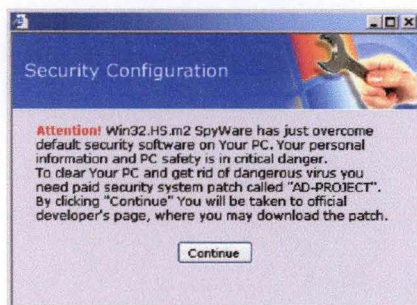 Security Configuration
Attention! Win32.HS.m2 SpyWare has just overcome
default security software on Your PC. Your personal
information and PC safety is in critical danger.
To clear Your PC and get rid of dangerous virus you
need paid security system patch called "AD-PROJECT".
By clicking "Continue" You will be taken to official
developer's page, where you may download the patch.
Continue